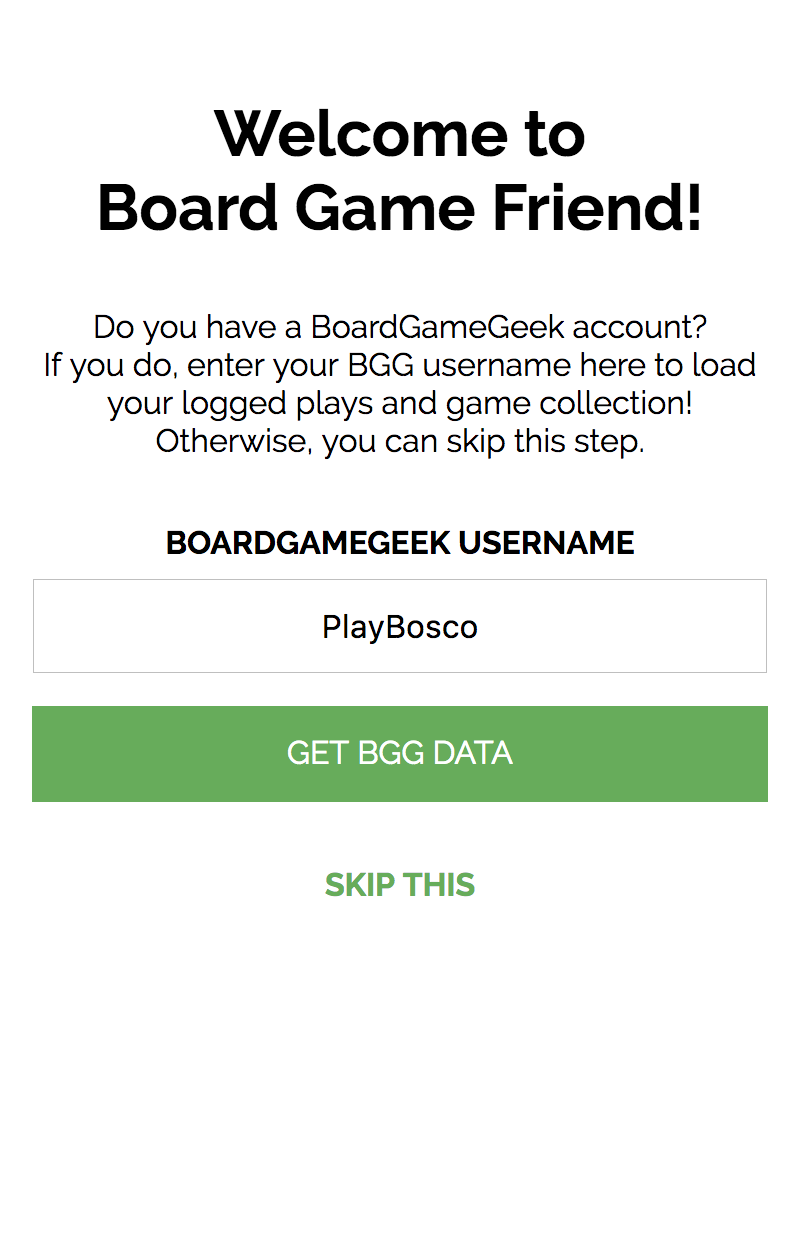 Welcome to
Board Game Friend!
Do you have a BoardGameGeek account?
If you do, enter your BGG username here to load
your logged plays and game collection!
Otherwise, you can skip this step.
BOARDGAMEGEEK USERNAME
PlayBosco
GET BGG DATA
SKIP THIS